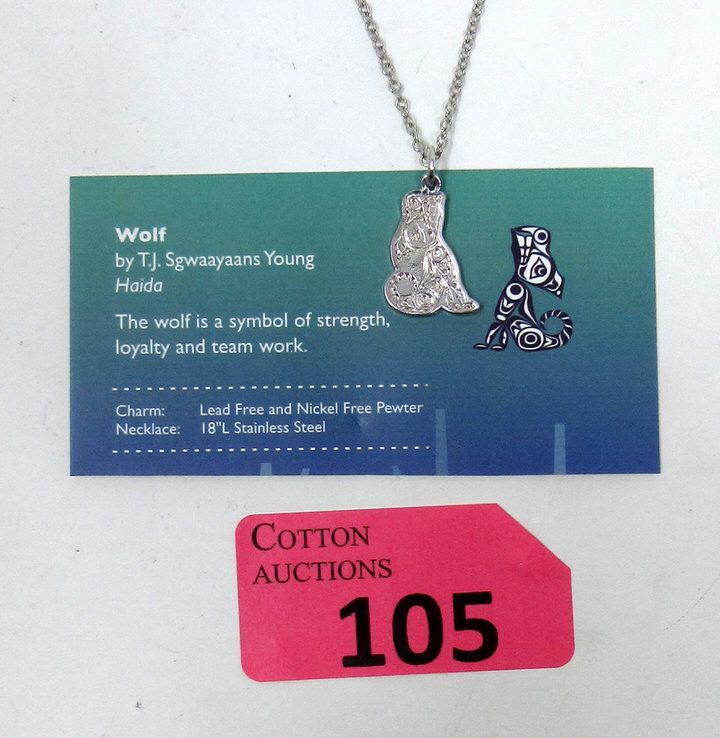 Wolf
by T.J. Sgwaayaans Young
Haida
The wolf is a symbol of strength,
loyalty and team work.
Charm: Lead Free and Nickel Free Pewter
Necklace: 18"L Stainless Steel
COTTON
AUCTIONS
105